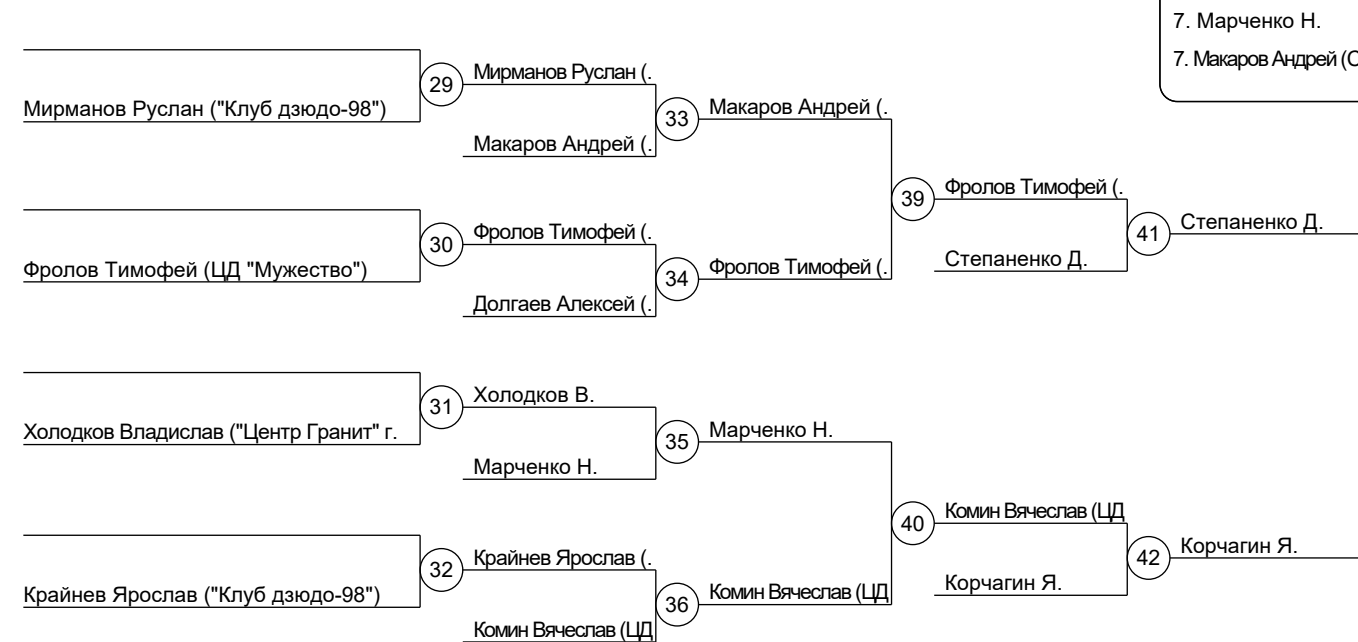 7. Марченко Н.
7. Макаров Андрей (С
29
Мирманов Руслан (.
Мирманов Руслан ("Клуб дзюдо-98")
33
Макаров Андрей (.
Макаров Андрей (.
39
Фролов Тимофей (.
30
Фролов Тимофей (.
41
Степаненко Д.
Фролов Тимофей (ЦД "Мужество")
34
Фролов Тимофей (.
Степаненко Д.
Долгаев Алексей (.
31
Холодков В.
Холодков Владислав ("Центр Гранит" г.
35
Марченко Н.
Марченко Н.
40
Комин Вячеслав (ЦД
32
Крайнев Ярослав (.
42
Корчагин Я.
Крайнев Ярослав ("Клуб дзюдо-98")
36
Комин Вячеслав (ЦД
Корчагин Я.
Комин Вячеслав (ЦД